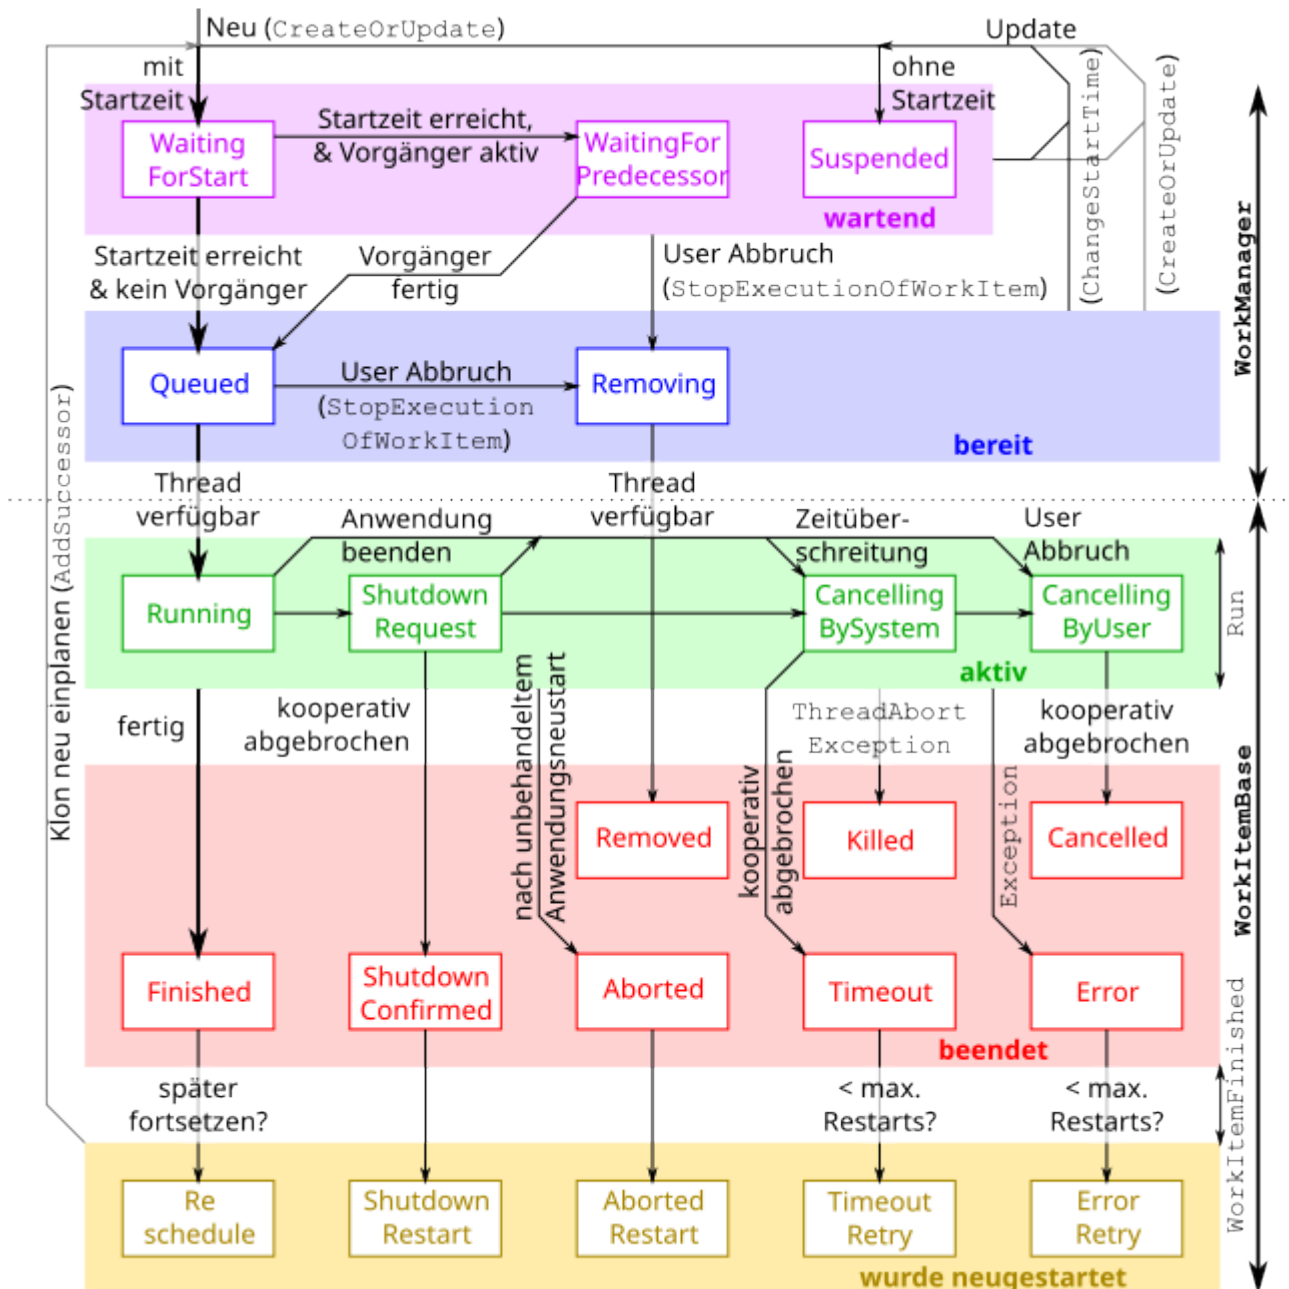 Neu (CreateOrUpdate)
Update
mit
Startzeit
ohne
Startzeit
Waiting
ForStart
Startzeit erreicht,
& Vorgänger aktiv
WaitingFor
Predecessor
Suspended
wartend
(ChangeStartTime)
(CreateOrUpdate)
WorkManager
Startzeit erreicht
& kein Vorgänger
Vorgänger
fertig
User Abbruch
(StopExecutionOfWorkItem)
Queued
User Abbruch
(StopExecution
OfWorkItem)
Removing
bereit
Thread
verfügbar
Thread
verfügbar
Anwendung
beenden
Zeitüber-
schreitung
User
Abbruch
Running
Shutdown
Request
Cancelling
BySystem
Cancelling
ByUser
aktiv
Run
Klon neu einplanen (AddSuccessor)
fertig
kooperativ
abgebrochen
nach unbehandeltem
Anwendungsneustart
kooperativ
abgebrochen
ThreadAbort
Exception
Exception
kooperativ
abgebrochen
WorkItemBase
Removed
Killed
Cancelled
Finished
Shutdown
Confirmed
Aborted
Timeout
Error
beendet
WorkItemFinished
später
fortsetzen?
< max.
Restarts?
< max.
Restarts?
Re
schedule
Shutdown
Restart
Aborted
Restart
Timeout
Retry
Error
Retry
wurde neugestartet